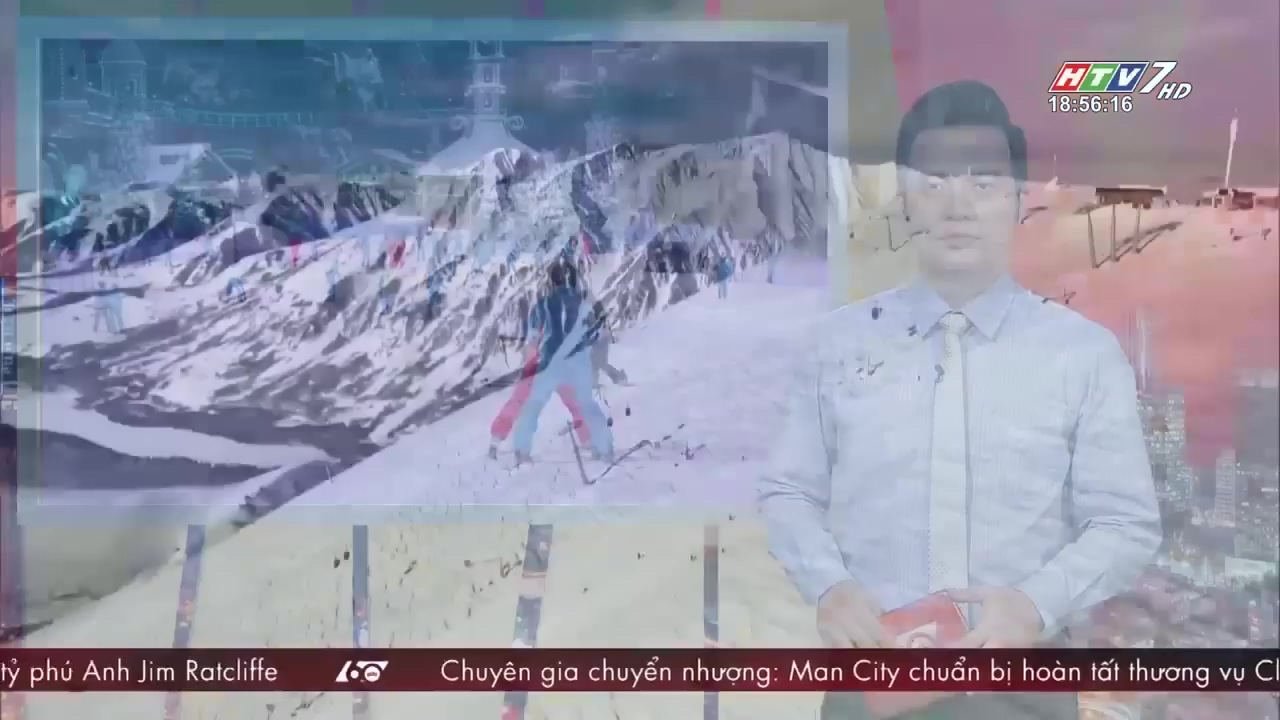 HTV7 HD
18:56:16
tỷ phú Anh Jim Ratcliffe 60 Chuyên gia chuyển nhượng: Man City chuẩn bị hoàn tất thương vụ